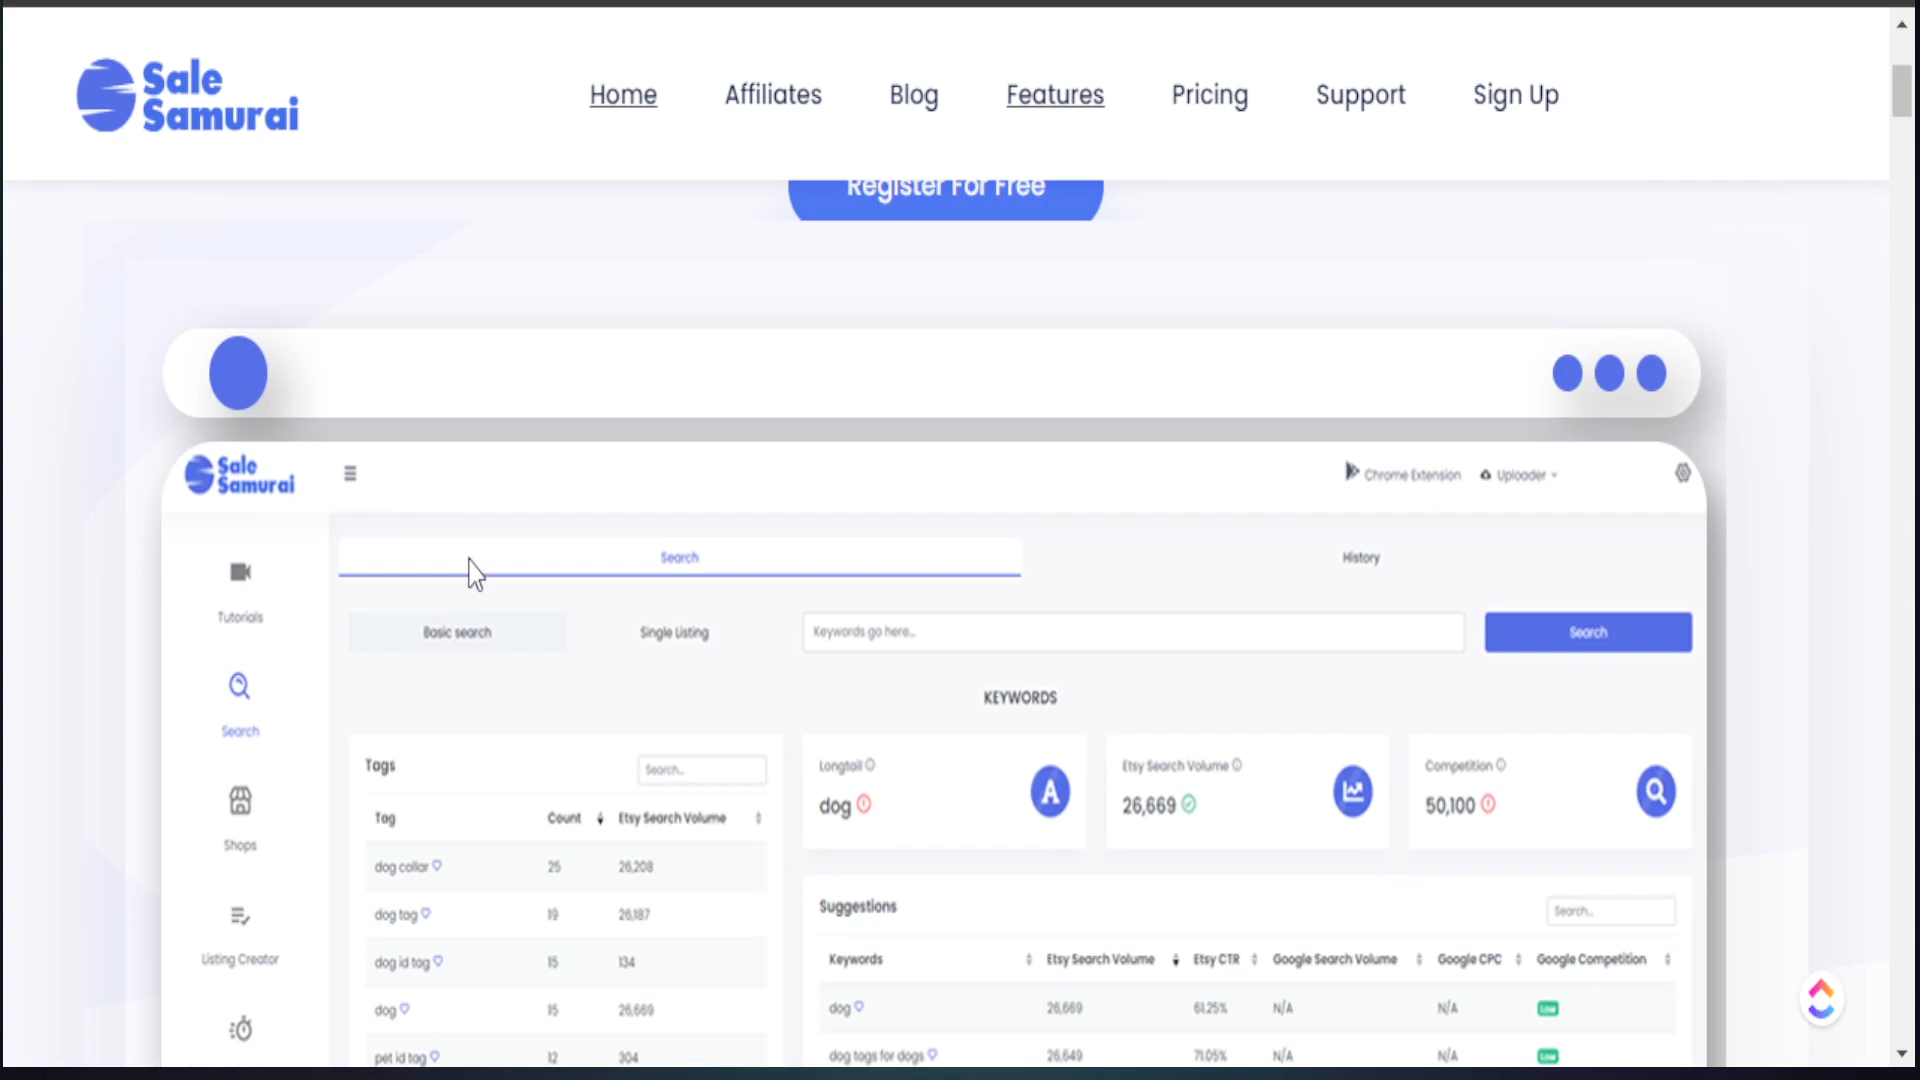 Sale Samurai
Home Affiliates Blog Features Pricing Support Sign Up
Register For Free
Sale Samurai
Chrome Extension Uploader
Search History
Tutorials
Basic search Single Listing Keywords go here... Search
KEYWORDS
Search
Tags Search...
Longtail
dog
Etsy Search Volume
26,669
Competition
50,100
A
Tag Count Etsy Search Volume
Shops
dog collar 25 26,208
dog tag 19 26,187
dog id tag 15 134
dog 15 26,669
pet id tag 12 304
Listing Creator
Suggestions Search...
Keywords Etsy Search Volume Etsy CTR Google Search Volume Google CPC Google Competition
dog 26,669 61.25% N/A N/A Low
dog tags for dogs 26,649 71.05% N/A N/A Low